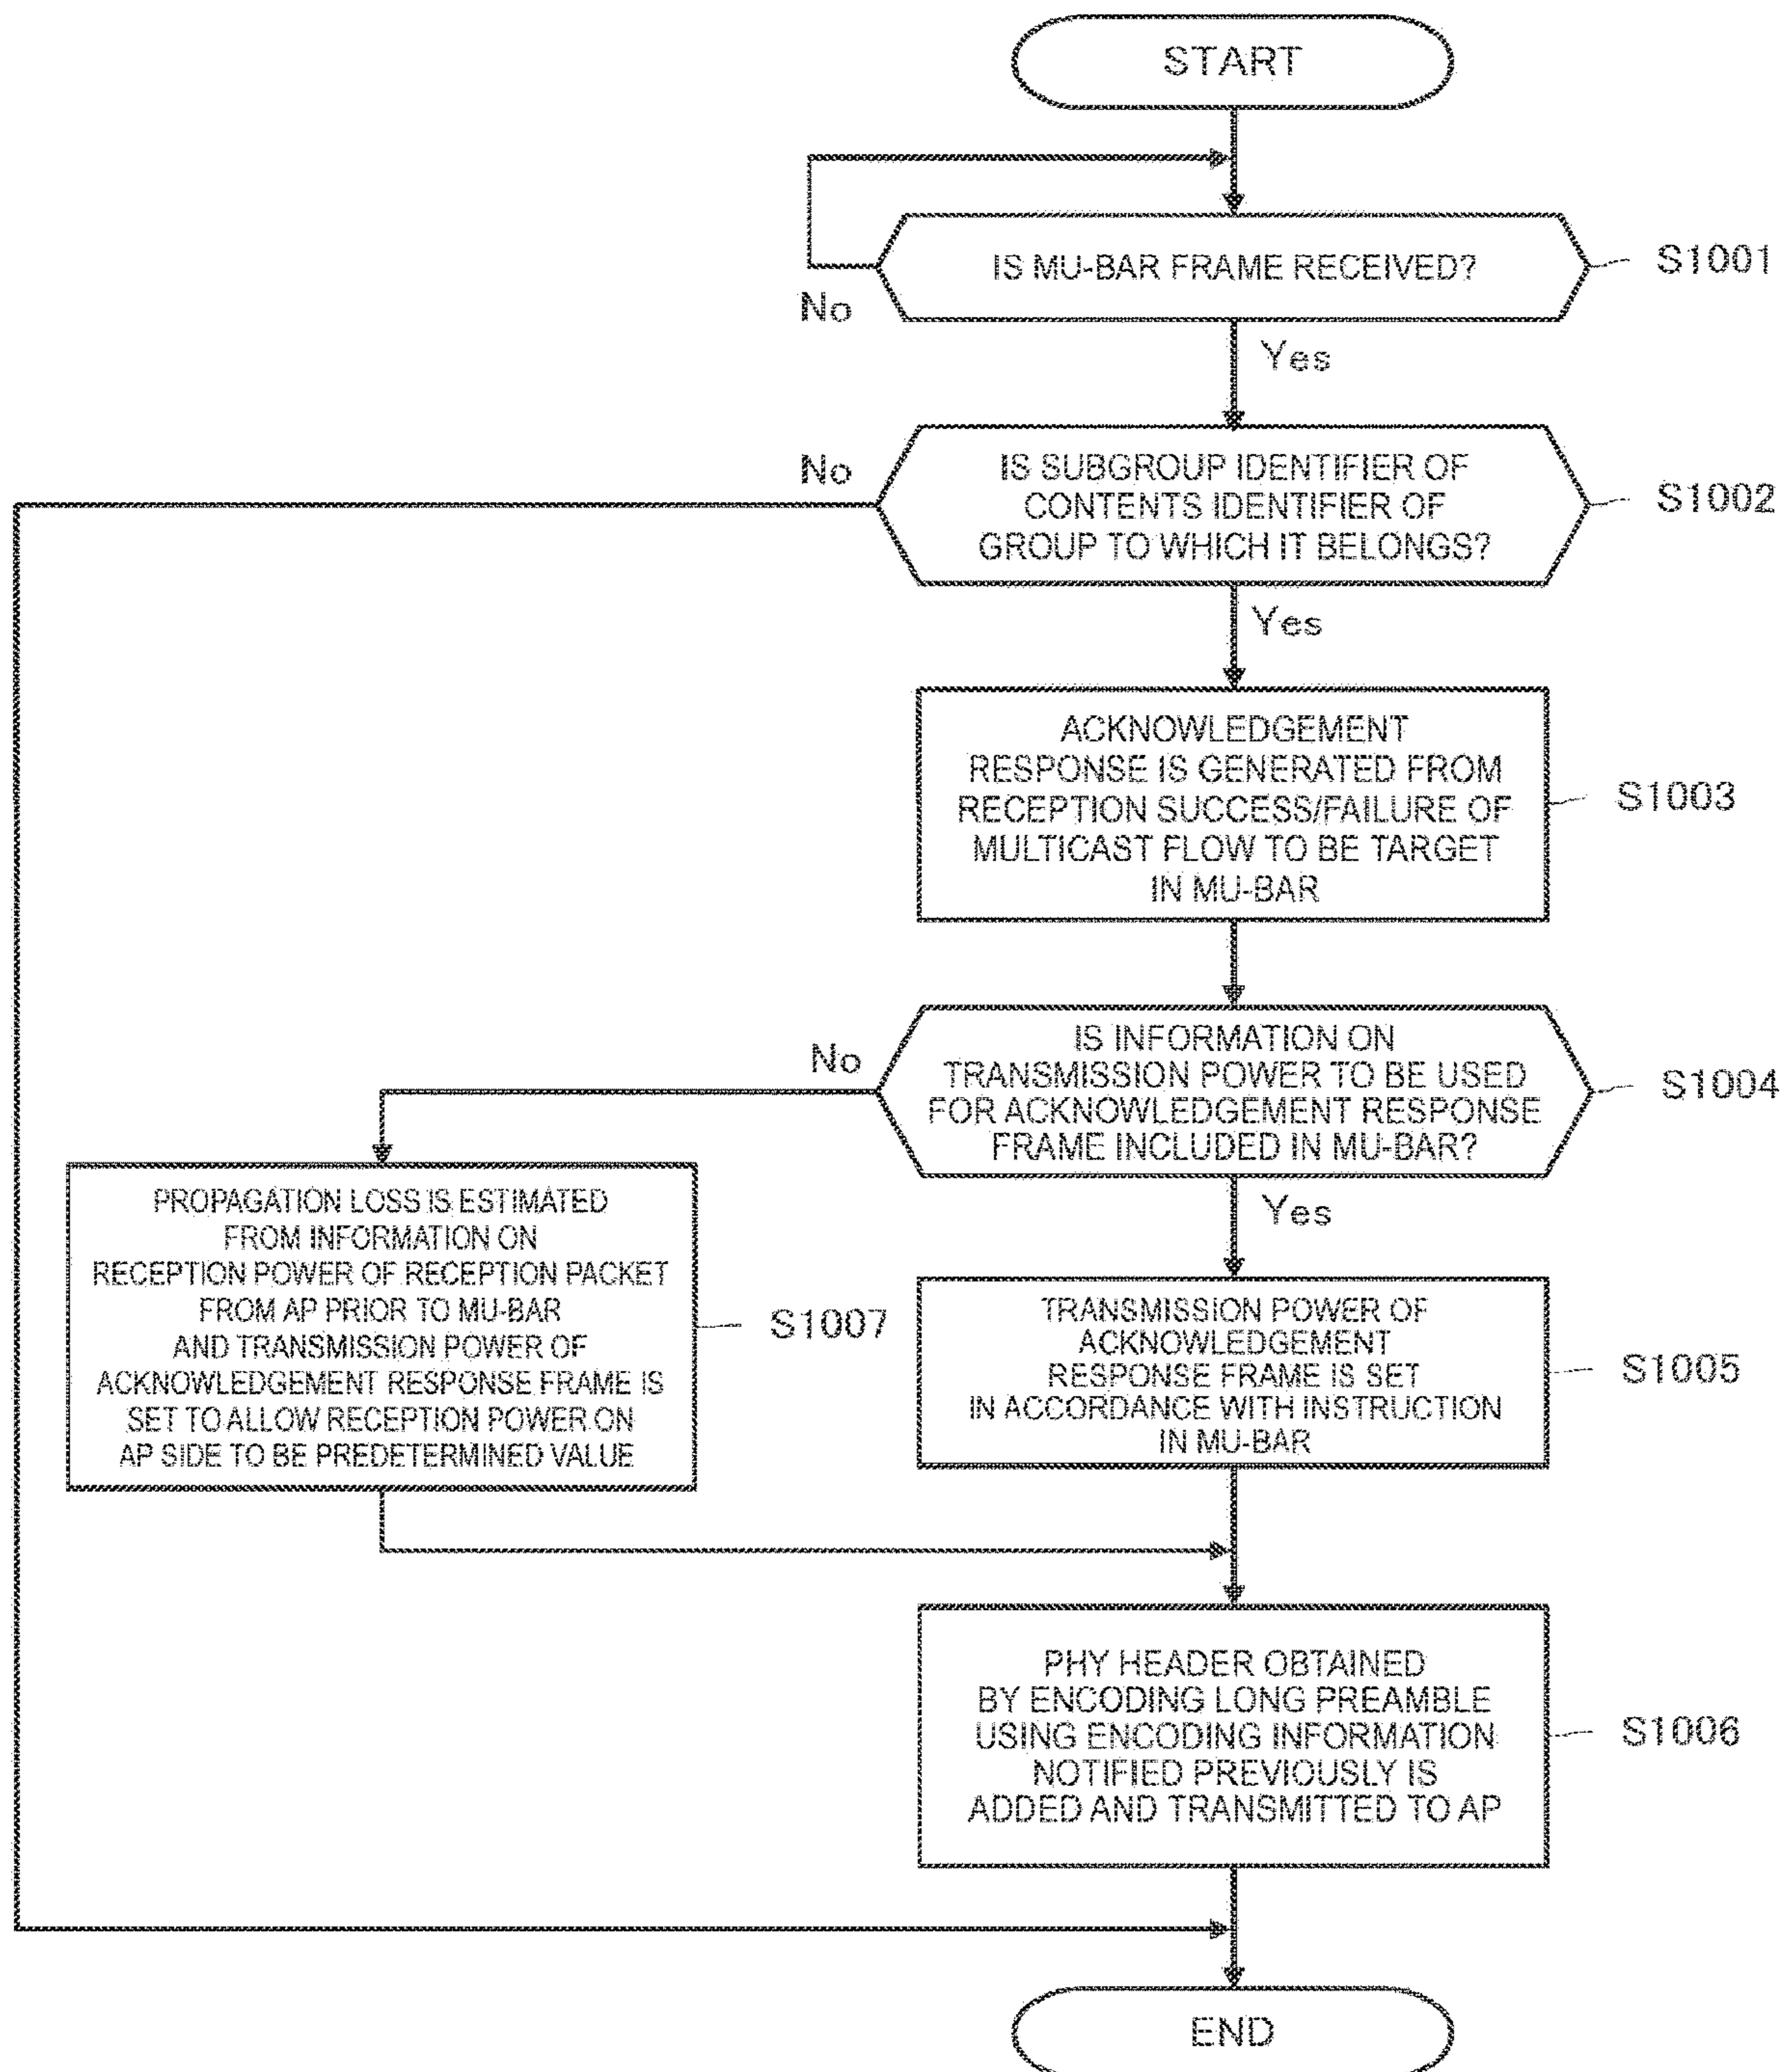 START
IS MU-BAR FRAME RECEIVED?
S1001
No
Yes
No
IS SUBGROUP IDENTIFIER OF
CONTENTS IDENTIFIER OF
GROUP TO WHICH IT BELONGS?
S1002
Yes
ACKNOWLEDGEMENT
RESPONSE IS GENERATED FROM
RECEPTION SUCCESS/FAILURE OF
MULTICAST FLOW TO BE TARGET
IN MU-BAR
S1003
No
IS INFORMATION ON
TRANSMISSION POWER TO BE USED
FOR ACKNOWLEDGEMENT RESPONSE
FRAME INCLUDED IN MU-BAR?
S1004
Yes
PROPAGATION LOSS IS ESTIMATED
FROM INFORMATION ON
RECEPTION POWER OF RECEPTION PACKET
FROM AP PRIOR TO MU-BAR
AND TRANSMISSION POWER OF
ACKNOWLEDGEMENT RESPONSE FRAME IS
SET TO ALLOW RECEPTION POWER ON
AP SIDE TO BE PREDETERMINED VALUE
S1007
TRANSMISSION POWER OF
ACKNOWLEDGEMENT
RESPONSE FRAME IS SET
IN ACCORDANCE WITH INSTRUCTION
IN MU-BAR
S1005
PHY HEADER OBTAINED
BY ENCODING LONG PREAMBLE
USING ENCODING INFORMATION
NOTIFIED PREVIOUSLY IS
ADDED AND TRANSMITTED TO AP
S1006
END